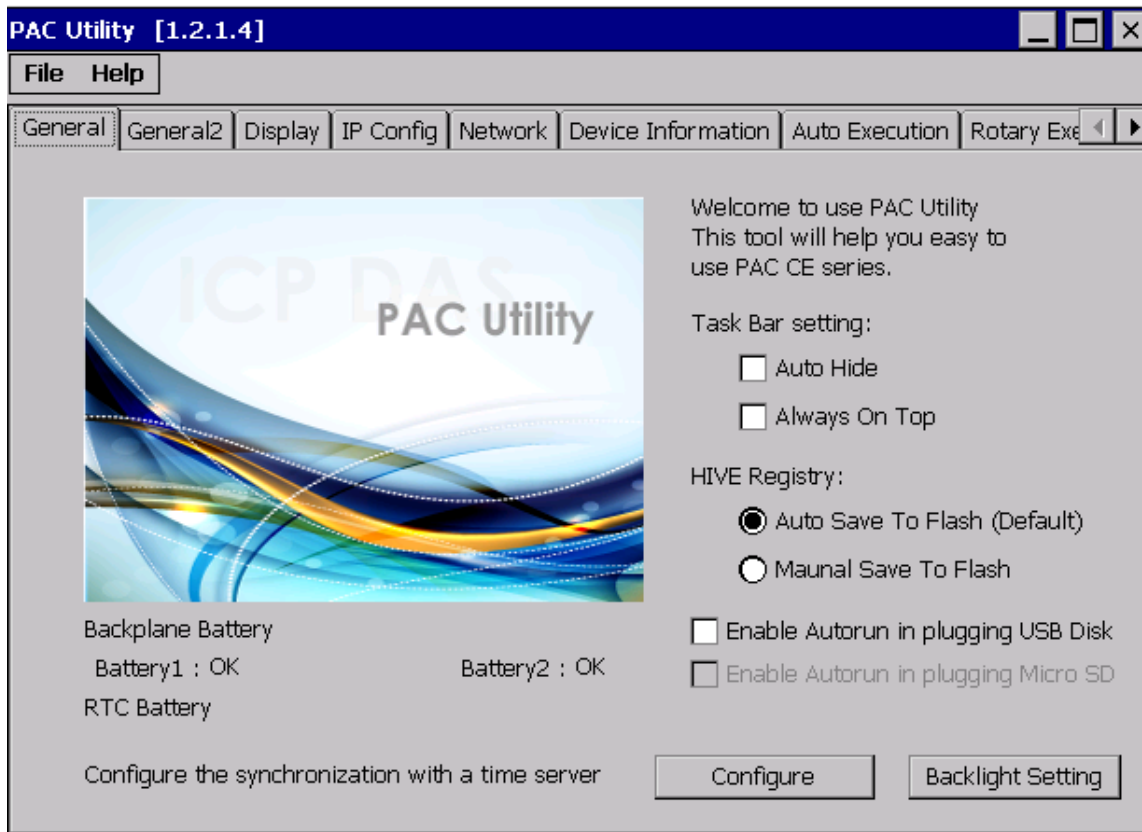 PAC Utility [1.2.1.4]
File Help
General General2 Display IP Config Network Device Information Auto Execution Rotary Exe
ICP DAS
PAC Utility
Welcome to use PAC Utility
This tool will help you easy to
use PAC CE series.
Task Bar setting:
Auto Hide
Always On Top
HIVE Registry:
Auto Save To Flash (Default)
Maunal Save To Flash
Enable Autorun in plugging USB Disk
Enable Autorun in plugging Micro SD
Backplane Battery
Battery1 : OK Battery2 : OK
RTC Battery
Configure the synchronization with a time server Configure Backlight Setting